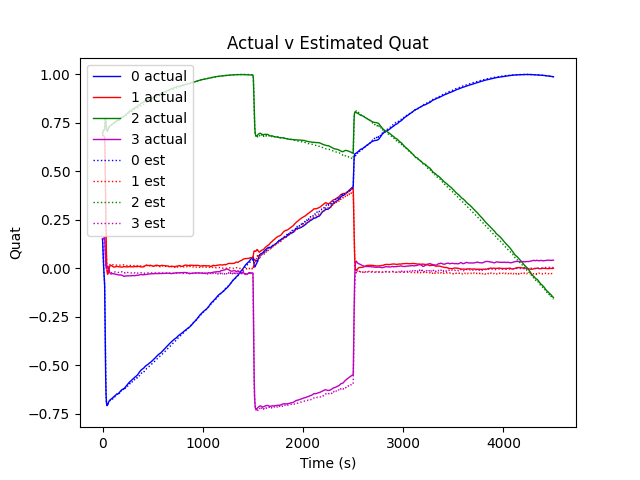 Actual v Estimated Quat
1.00
0.75
0.50
0.25
0.00
−0.25
−0.50
−0.75
Quat
0 actual
1 actual
2 actual
3 actual
0 est
1 est
2 est
3 est
0
1000
2000
3000
4000
Time (s)